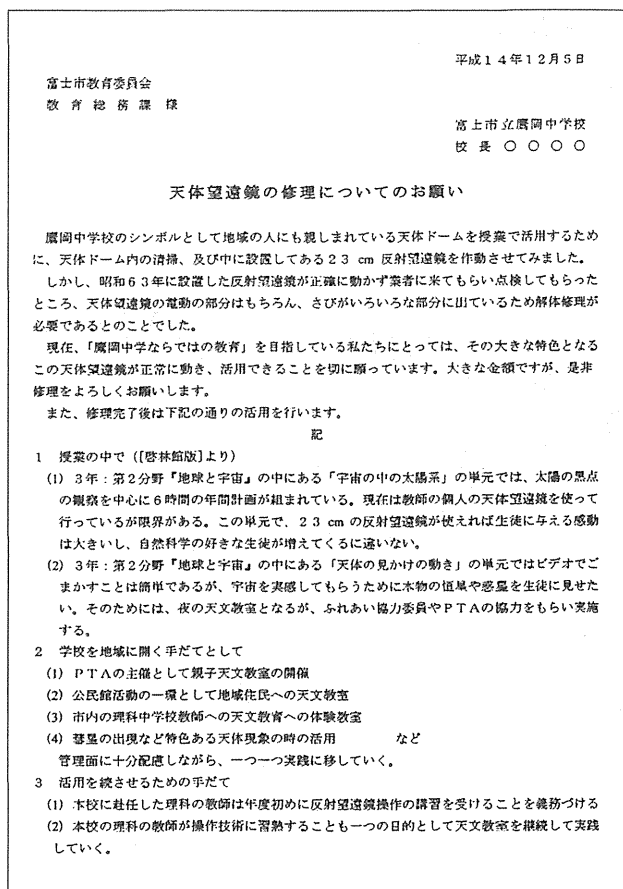 平成14年12月5日
富士市教育委員会
教育総務課様
富士市立鷹岡中学校
校長 〇〇〇〇
天体望遠鏡の修理についてのお願い
鷹岡中学校のシンボルとして地域の人にも親しまれている天体ドームを授業で活用するため
に、天体ドーム内の清掃、及び中に設置してある23 cm 反射望遠鏡を作動させてみました。
しかし、昭和63年に設置した反射望遠鏡が正確に動かず業者に来てもらい点検してもらった
ところ、天体望遠鏡の電動の部分はもちろん、さびがいろいろな部分に出ているため解体修理が
必要であるとのことでした。
現在、「鷹岡中学ならではの教育」を目指している私たちにとっては、その大きな特色となる
この天体望遠鏡が正常に動き、活用できることを切に願っています。大きな金額ですが、是非
修理をよろしくお願いします。
また、修理完了後は下記の通りの活用を行います。
記
1 授業の中で([啓林館版]より)
(1) 3年:第2分野『地球と宇宙』の中にある「宇宙の中の太陽系」の単元では、太陽の黒点
の観察を中心に6時間の年間計画が組まれている。現在は教師の個人の天体望遠鏡を使って
行っているが限界がある。この単元で、23 cm の反射望遠鏡が使えれば生徒に与える感動
は大きいし、自然科学の好きな生徒が増えてくるに違いない。
(2) 3年:第2分野『地球と宇宙』の中にある「天体の見かけの動き」の単元ではビデオでご
まかすことは簡単であるが、宇宙を実感してもらうために本物の恒星や惑星を生徒に見せた
い。そのためには、夜の天文教室となるが、ふれあい協力委員やPTAの協力をもらい実施
する。
2 学校を地域に開く手だてとして
(1) PTAの主催として親子天文教室の開催
(2) 公民館活動の一環として地域住民への天文教室
(3) 市内の理科中学校教師への天文教育への体験教室
(4) 彗星の出現など特色ある天体現象の時の活用 など
管理面に十分配慮しながら、一つ一つ実践に移していく。
3 活用を続させるための手だて
(1) 本校に赴任した理科の教師は年度初めに反射望遠鏡操作の講習を受けることを義務づける
(2) 本校の理科の教師が操作技術に習熟することも一つの目的として天文教室を継続して実践
していく。